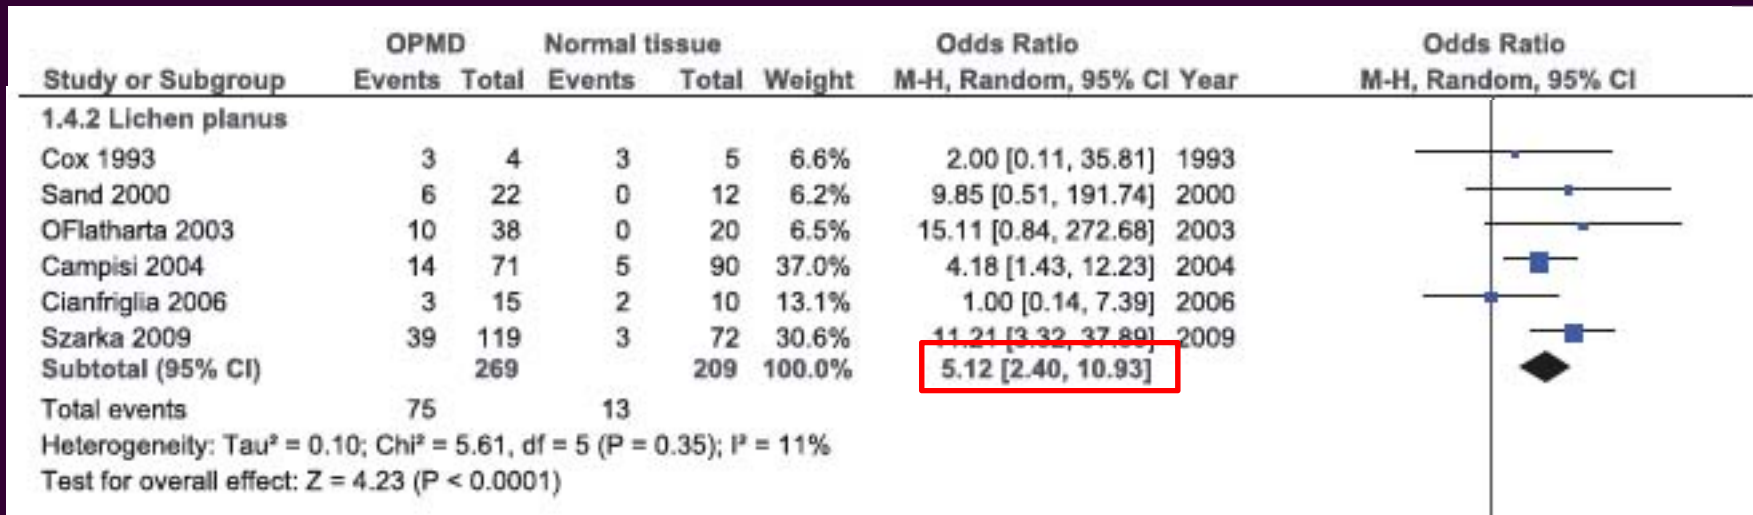 OPMD Normal tissue Odds Ratio Odds Ratio
Study or Subgroup Events Total Events Total Weight M-H, Random, 95% CI Year M-H, Random, 95% CI
1.4.2 Lichen planus
Cox 1993 3 4 3 5 6.6% 2.00 [0.11, 35.81] 1993
Sand 2000 6 22 0 12 6.2% 9.85 [0.51, 191.74] 2000
OFlatharta 2003 10 38 0 20 6.5% 15.11 [0.84, 272.68] 2003
Campisi 2004 14 71 5 90 37.0% 4.18 [1.43, 12.23] 2004
Cianfriglia 2006 3 15 2 10 13.1% 1.00 [0.14, 7.39] 2006
Szarka 2009 39 119 3 72 30.6% 11.21 [3.32, 37.89] 2009
Subtotal (95% CI) 269 209 100.0% 5.12 [2.40, 10.93]
Total events 75 13
Heterogeneity: Tau² = 0.10; Chi² = 5.61, df = 5 (P = 0.35); I² = 11%
Test for overall effect: Z = 4.23 (P < 0.0001)